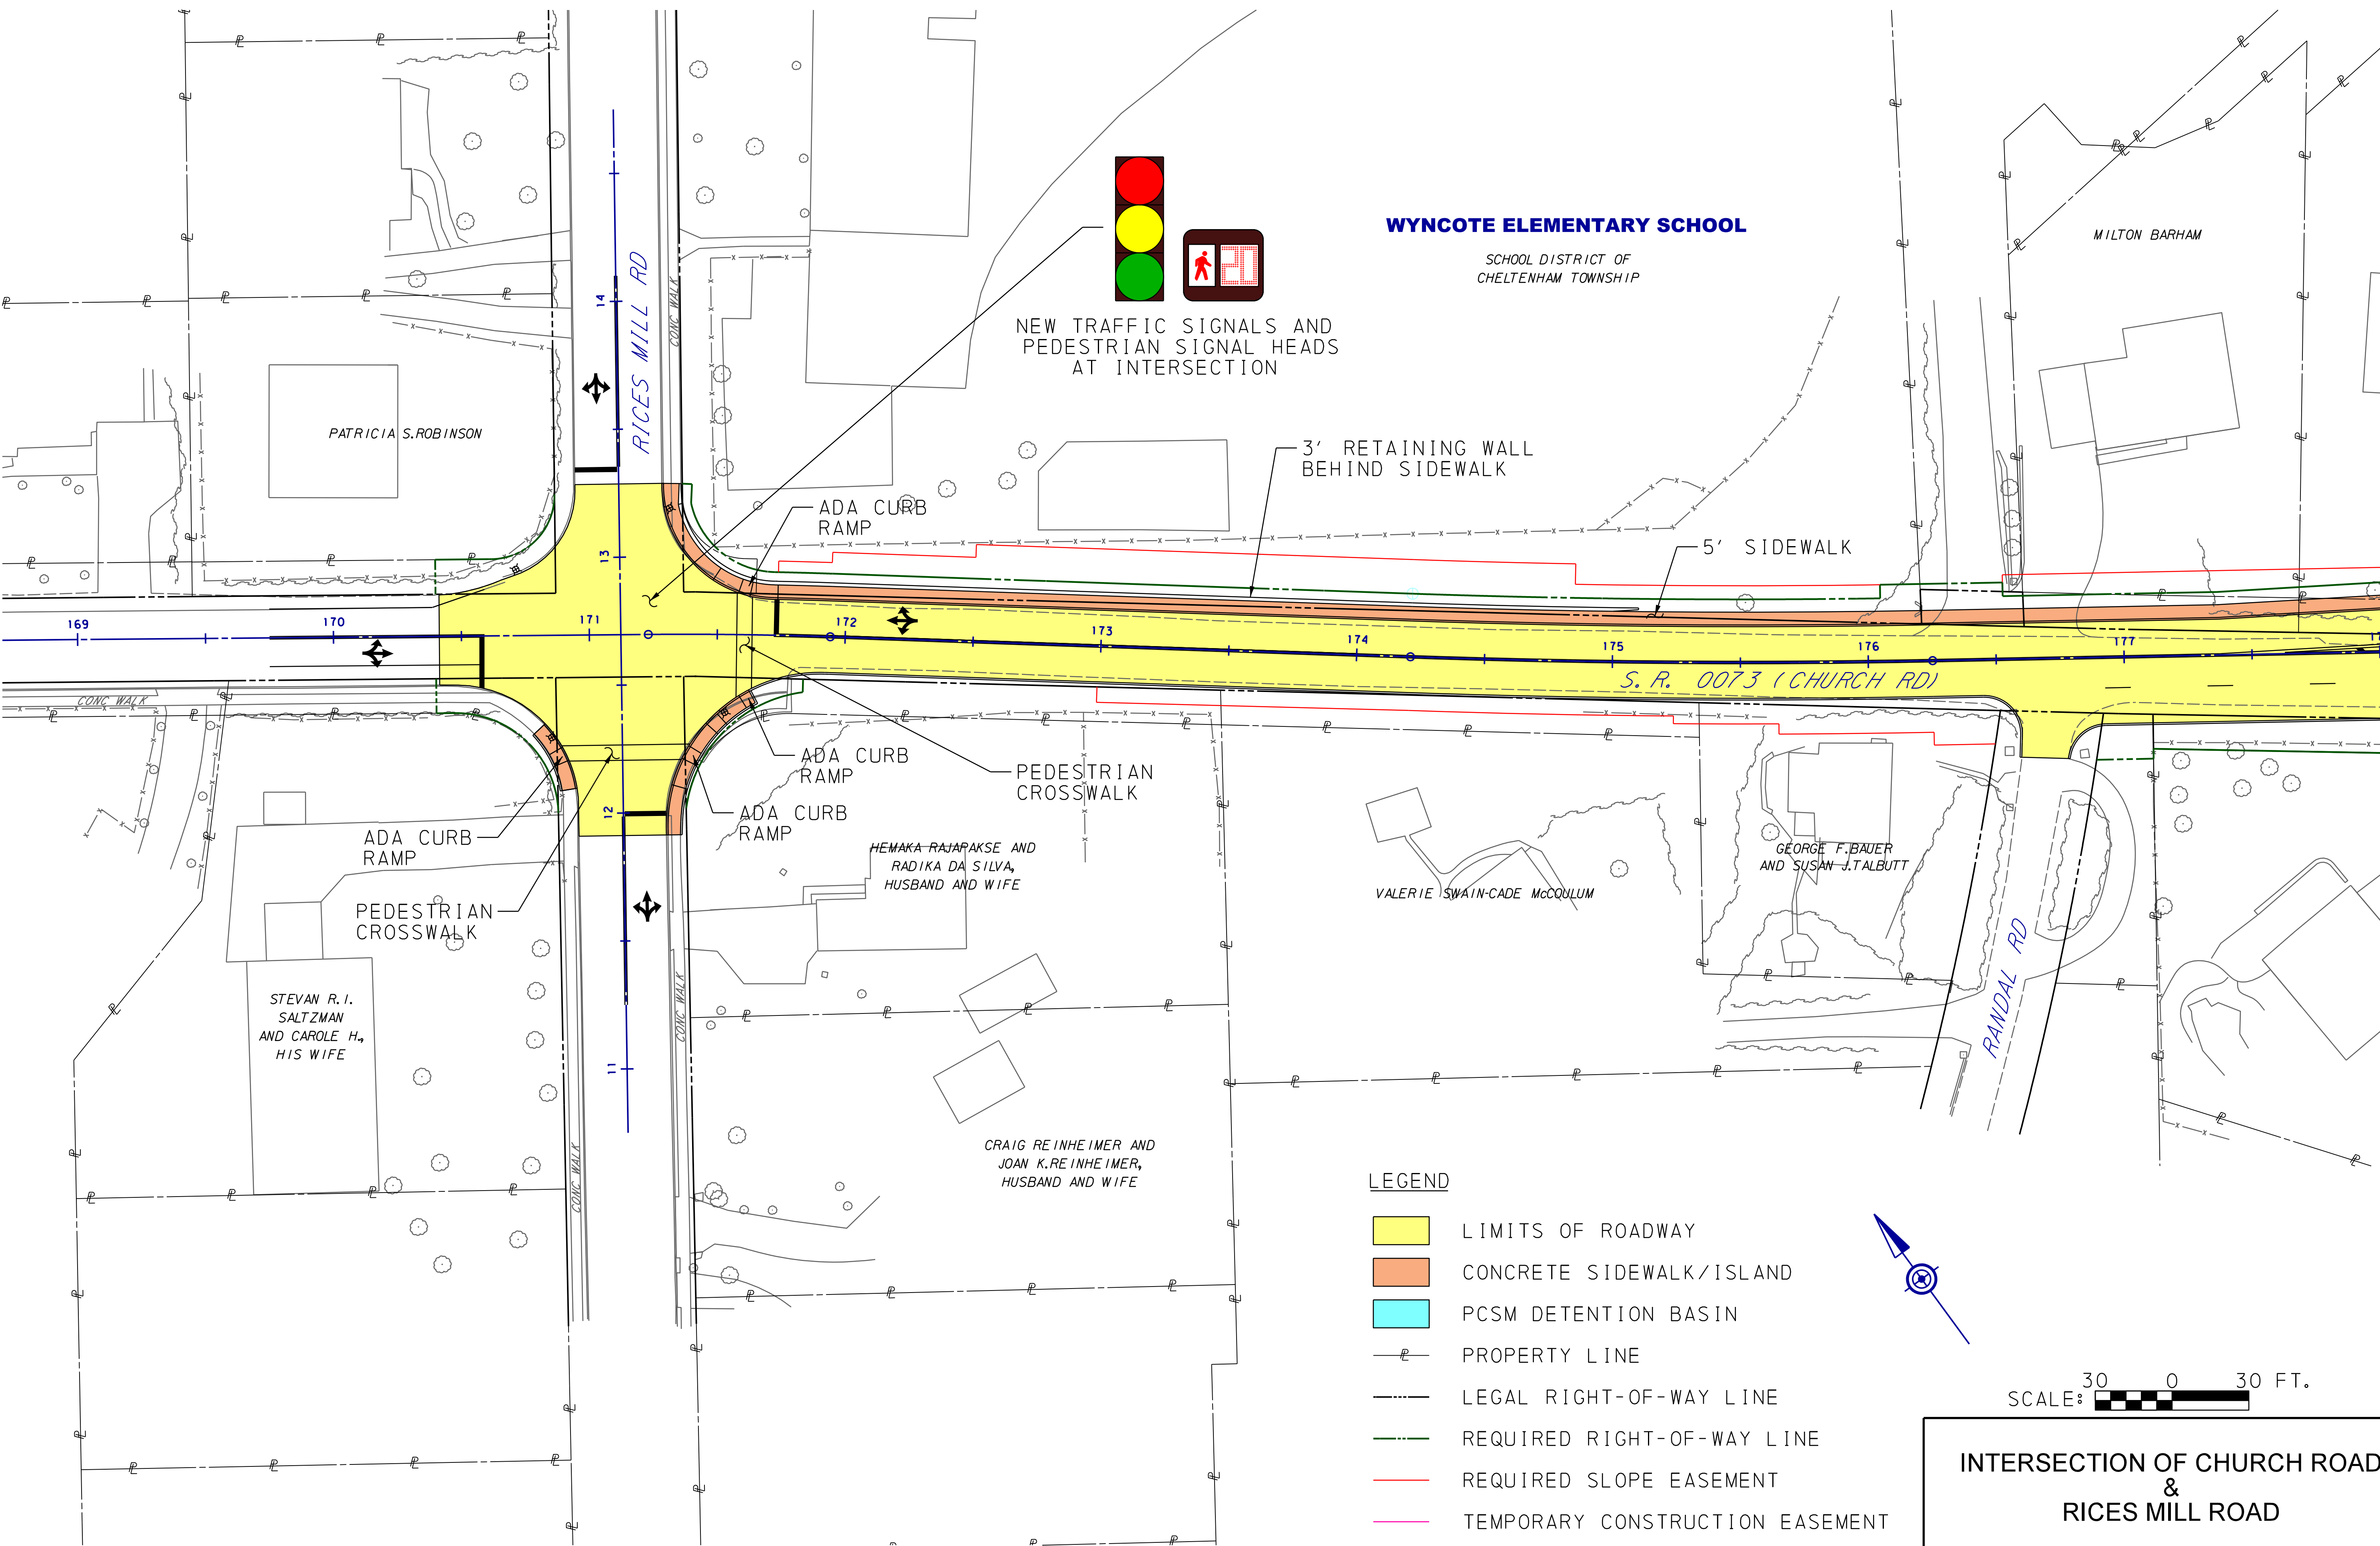 WYNCOTE ELEMENTARY SCHOOL
SCHOOL DISTRICT OF
CHELTENHAM TOWNSHIP
MILTON BARHAM
20
NEW TRAFFIC SIGNALS AND
PEDESTRIAN SIGNAL HEADS
AT INTERSECTION
14
RICES MILL RD
CONC WALK
PATRICIA S. ROBINSON
3' RETAINING WALL
BEHIND SIDEWALK
ADA CURB
RAMP
5' SIDEWALK
13
169
170
171
172
173
174
175
176
177
S.R. 0073 (CHURCH RD)
CONC WALK
ADA CURB
RAMP
PEDESTRIAN
CROSSWALK
ADA CURB
RAMP
12
ADA CURB
RAMP
PEDESTRIAN
CROSSWALK
HEMAKA RAJAPAKSE AND
RADIKA DA SILVA,
HUSBAND AND WIFE
VALERIE SWAIN-CADE McCOULUM
GEORGE F. BAUER
AND SUSAN J. TALBUTT
RANDAL RD
STEVAN R. I.
SALTZMAN
AND CAROLE H.,
HIS WIFE
CONC WALK
11
CONC WALK
CRAIG REINHEIMER AND
JOAN K. REINHEIMER,
HUSBAND AND WIFE
LEGEND
LIMITS OF ROADWAY
CONCRETE SIDEWALK/ISLAND
PCSM DETENTION BASIN
PROPERTY LINE
LEGAL RIGHT-OF-WAY LINE
REQUIRED RIGHT-OF-WAY LINE
REQUIRED SLOPE EASEMENT
TEMPORARY CONSTRUCTION EASEMENT
SCALE: 30 0 30 FT.
INTERSECTION OF CHURCH ROAD
&
RICES MILL ROAD